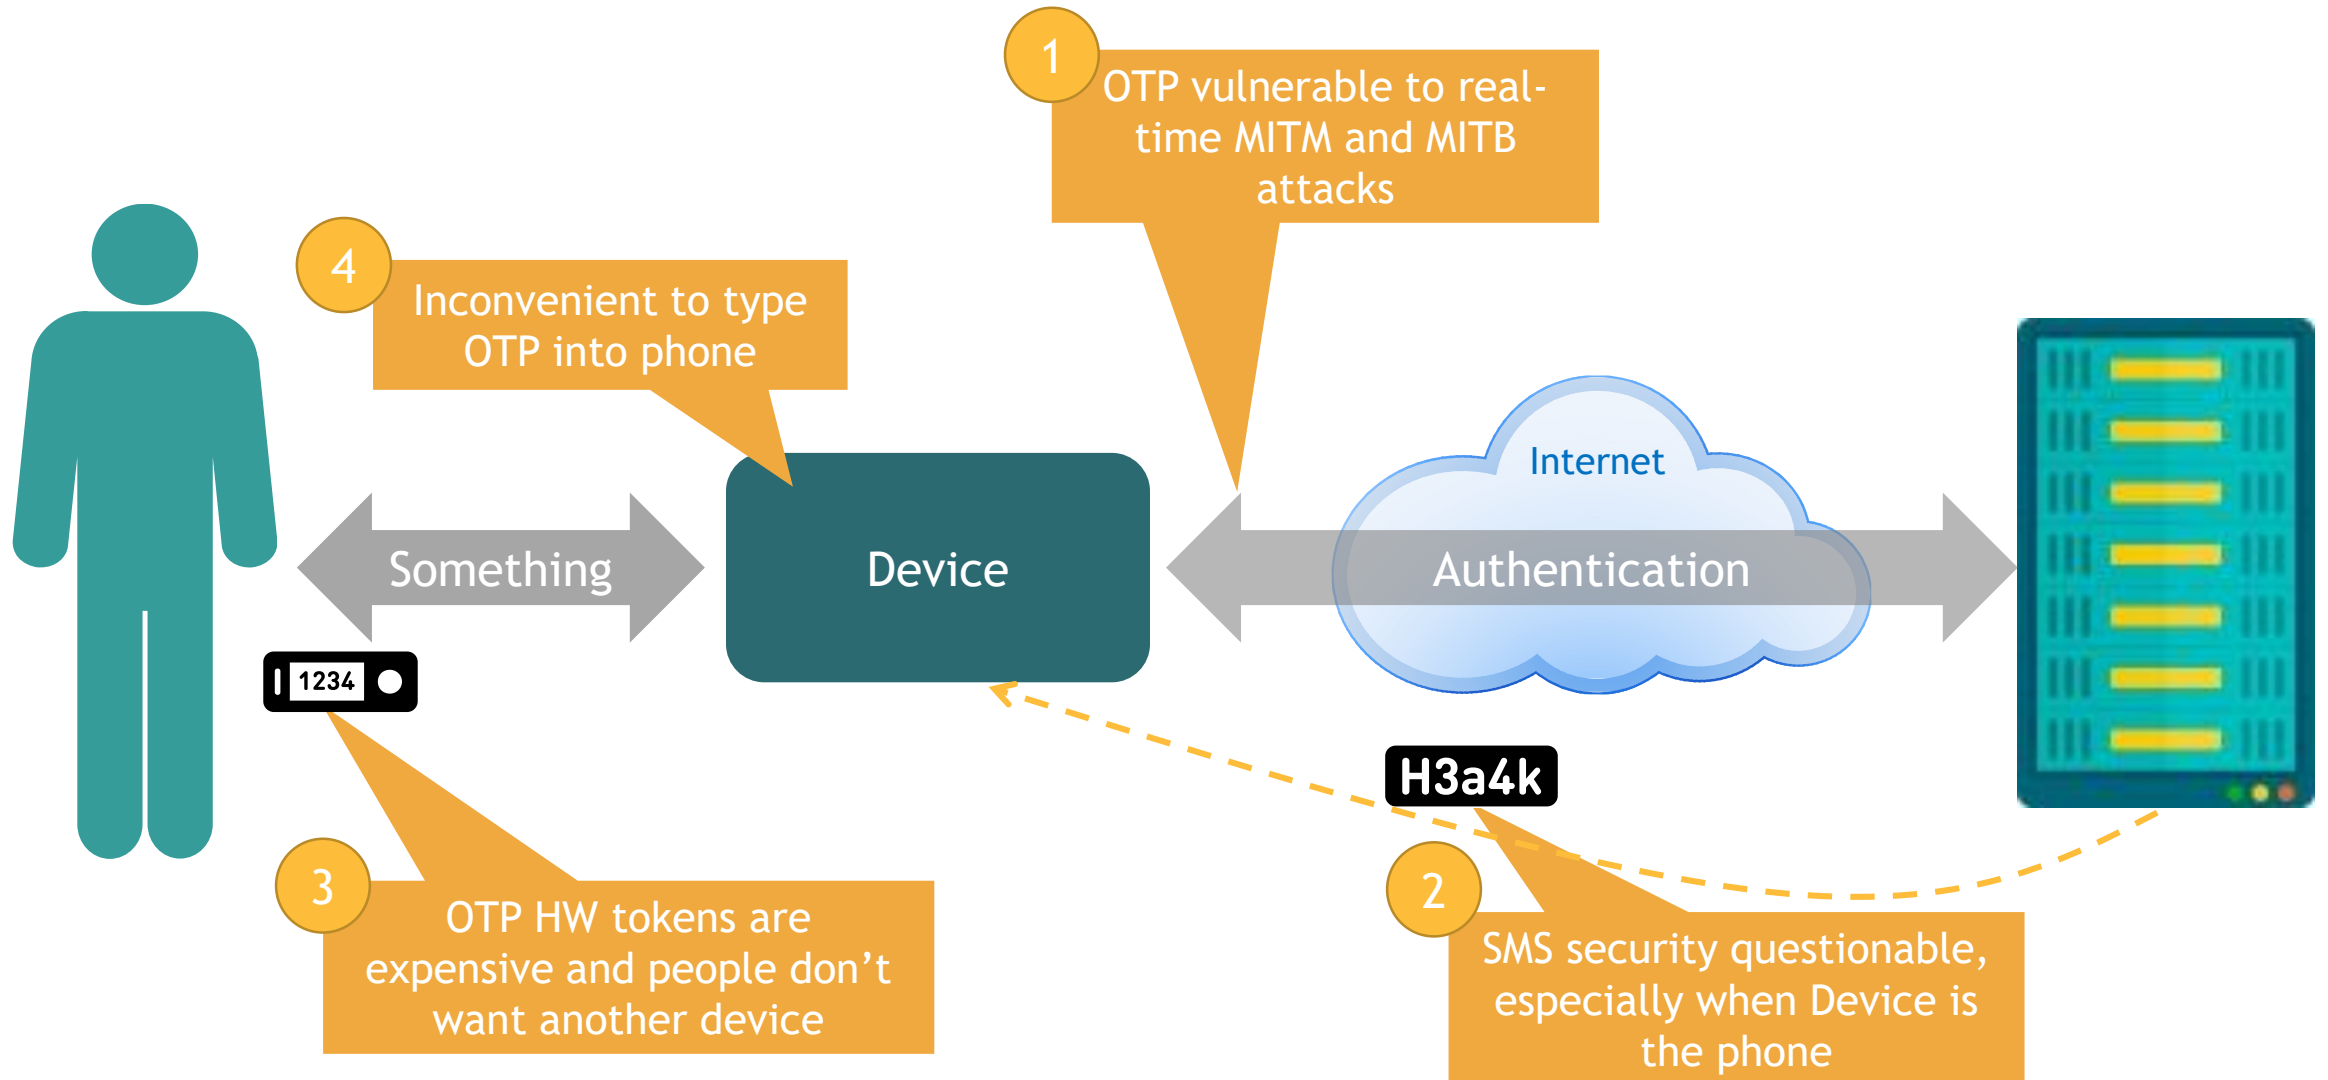 1
OTP vulnerable to real-
time MITM and MITB
attacks
4
Inconvenient to type
OTP into phone
Internet
Something
Device
Authentication
1234
H3a4k
3
OTP HW tokens are
expensive and people don’t
want another device
2
SMS security questionable,
especially when Device is
the phone